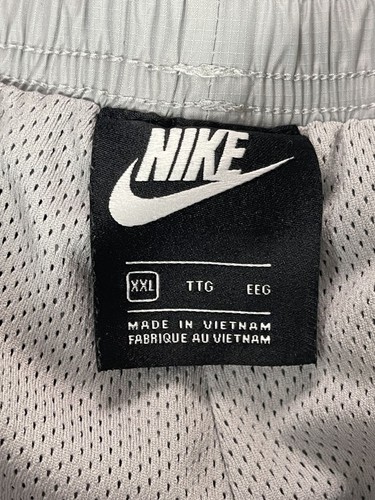 NIKE
XXL TTG EEG
MADE IN VIETNAM
FABRIQUE AU VIETNAM